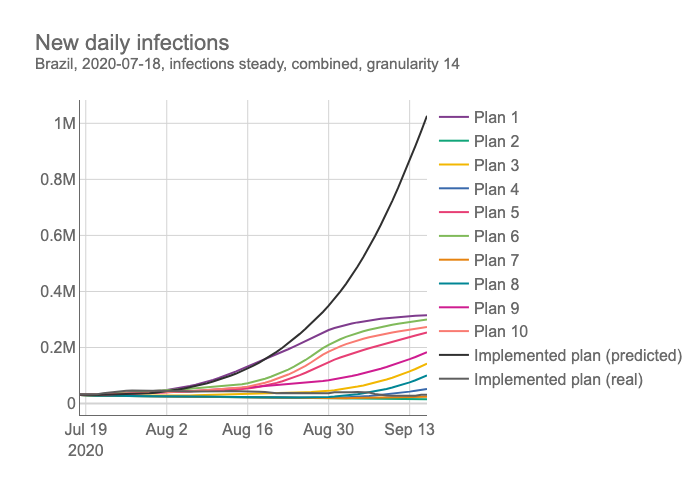 New daily infections
Brazil, 2020-07-18, infections steady, combined, granularity 14
1M
0.8M
0.6M
0.4M
0.2M
0
Jul 19
2020
Aug 2
Aug 16
Aug 30
Sep 13
Plan 1
Plan 2
Plan 3
Plan 4
Plan 5
Plan 6
Plan 7
Plan 8
Plan 9
Plan 10
Implemented plan (predicted)
Implemented plan (real)